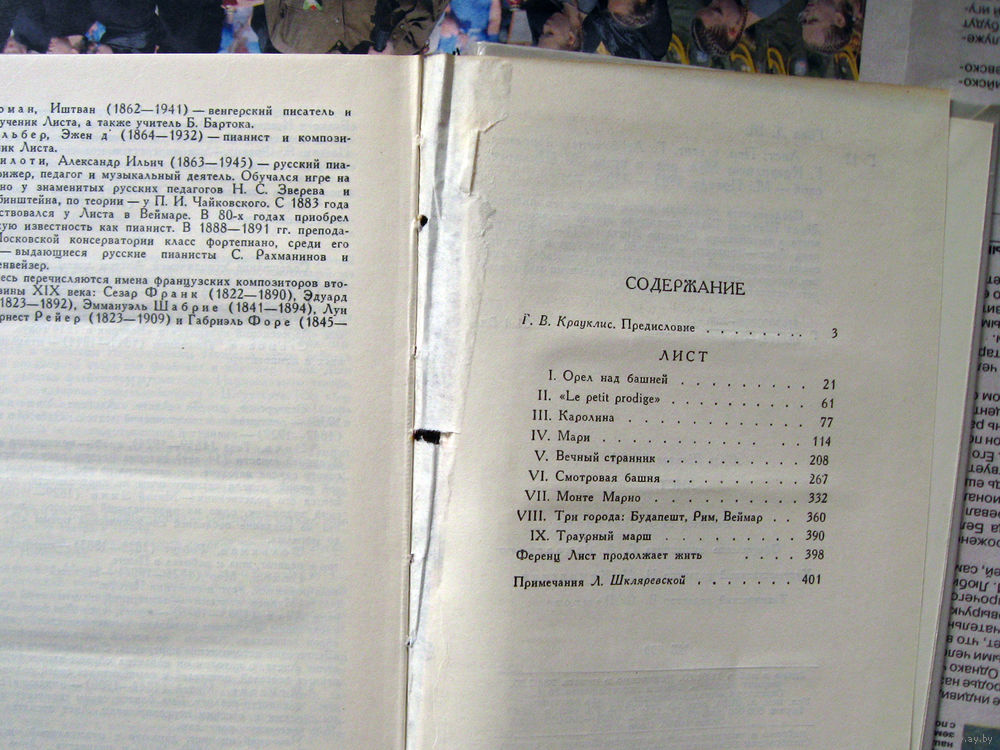 оман, Иштван (1862—1941) — венгерский писатель и
ученик Листа, а также учитель Б. Бартока.
льбер, Эжен д' (1864—1932) — пианист и компози-
ик Листа.
илоти, Александр Ильич (1863—1945) — русский пиа-
рижер, педагог и музыкальный деятель. Обучался игре на
но у знаменитых русских педагогов Н. С. Зверева и
бинштейна, по теории — у П. И. Чайковского. С 1883 года
ствовался у Листа в Веймаре. В 80-х годах приобрел
кую известность как пианист. В 1888—1891 гг. препода-
Московской консерватории класс фортепиано, среди его
— выдающиеся русские пианисты С. Рахманинов и
енвейзер.
есь перечисляются имена французских композиторов вто-
вины XIX века: Сезар Франк (1822—1890), Эдуард
1823—1892), Эммануэль Шабрие (1841—1894), Луи
рнест Рейер (1823—1909) и Габриэль Форе (1845—
СОДЕРЖАНИЕ
Г. В. Крауклис. Предисловие . . . . . . . . 3
ЛИСТ
I. Орел над башней . . . . . . . . 21
II. «Le petit prodige» . . . . . . . . 61
III. Каролина . . . . . . . . . . 77
IV. Мари . . . . . . . . . . . 114
V. Вечный странник . . . . . . . . 208
VI. Смотровая башня . . . . . . . . 267
VII. Монте Марио . . . . . . . . . 332
VIII. Три города: Будапешт, Рим, Веймар . . 360
IX. Траурный марш . . . . . . . . 390
Ференц Лист продолжает жить . . . . 398
Примечания Л. Шкляревской . . . . . . . 401